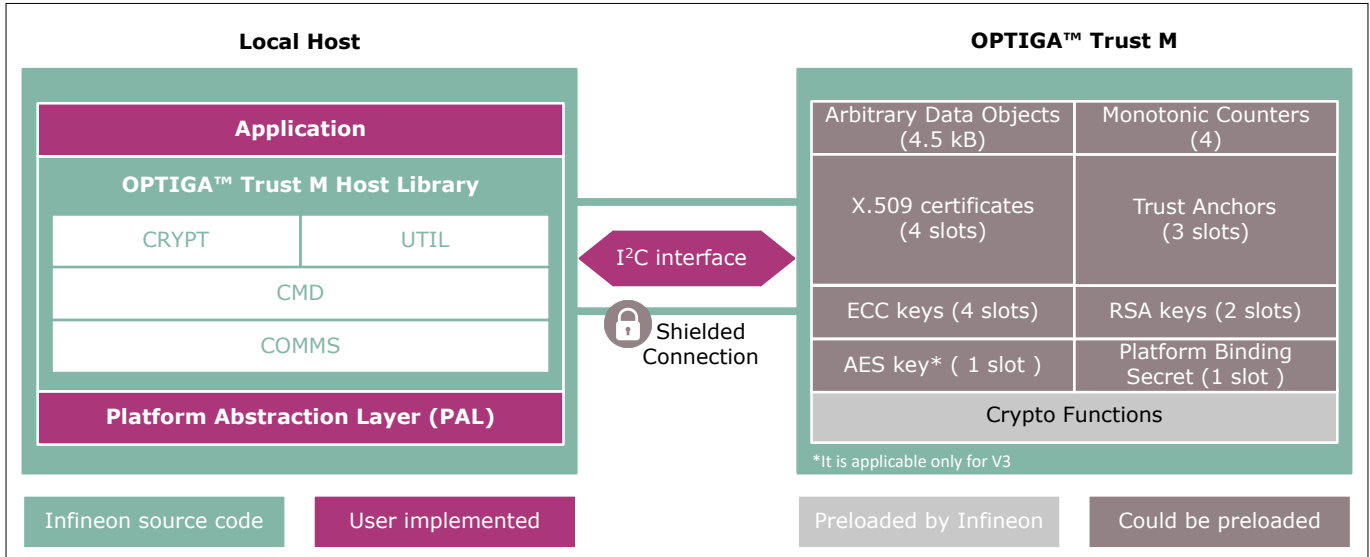 Local Host
OPTIGA™ Trust M
Application
OPTIGA™ Trust M Host Library
CRYPT
UTIL
CMD
COMMS
Platform Abstraction Layer (PAL)
I²C interface
Shielded
Connection
Arbitrary Data Objects
(4.5 kB)
Monotonic Counters
(4)
X.509 certificates
(4 slots)
Trust Anchors
(3 slots)
ECC keys (4 slots)
RSA keys (2 slots)
AES key* ( 1 slot )
Platform Binding
Secret (1 slot )
Crypto Functions
*It is applicable only for V3
Infineon source code
User implemented
Preloaded by Infineon
Could be preloaded